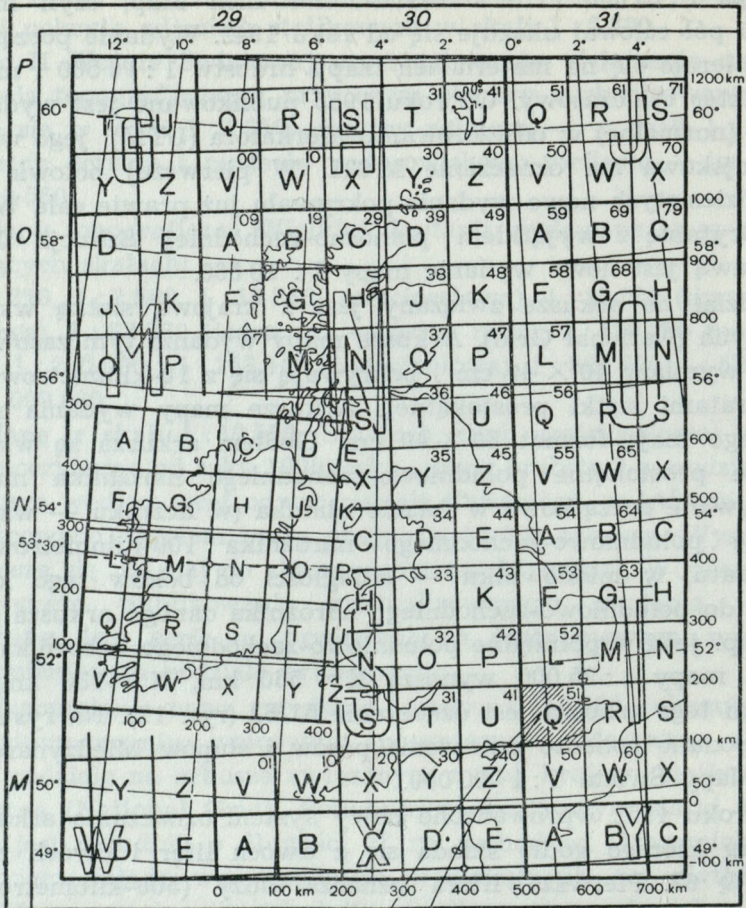 29 30 31
12° 10° 8° 6° 4° 2° 0° 2° 4°
P 1200 km
01 11 31 41 51 61 71
60° T U Q R S T U Q R S 60°
00 10 30 40 50 60 70
Y Z V W X Y Z V W
1000
09 19 29 39 49 59 69 79
O 58° E A B C D E A B 58°
900
38 48 58 68
J K F G H J K F G H
800
07 37 47 57
Q P L M N Q P L M N
56° 56°
500 36 46 56
A B C D S U Q R S 600
400 35 45 55 65
E X Y Z V W X
N F G H J K 34 44 54 64 500
54° 54°
300 C D E A B C
53°30'
M N O P 33 43 53 63
H J K F G H
300
Q R S U 32 42 52
100 52° N O P L M N 52°
200
W X Y Z 31 41 51
S T U Q R S
0 100 200 300 400 100 km
01 10 20 30 40 50 60
M 50° Y Z V W X Y Z V W X 50°
0
49° W D E A B C D E A B V C 49°
-100 km
0 100 km 200 300 400 500 600 700